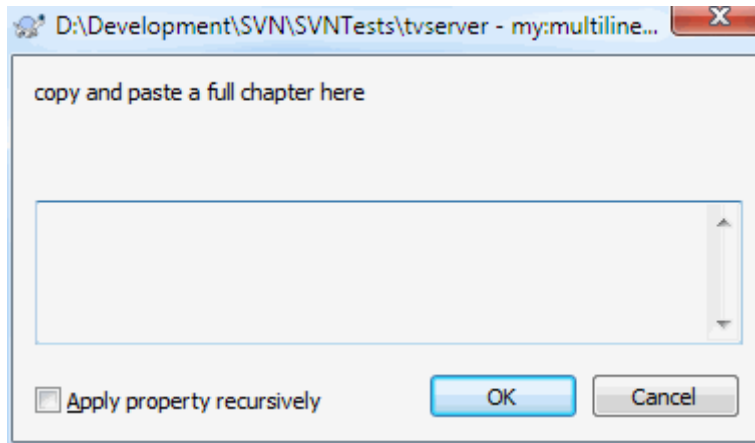 D:\Development\SVN\SVNTests\tvserver - my:multiline...
copy and paste a full chapter here
Apply property recursively
OK
Cancel